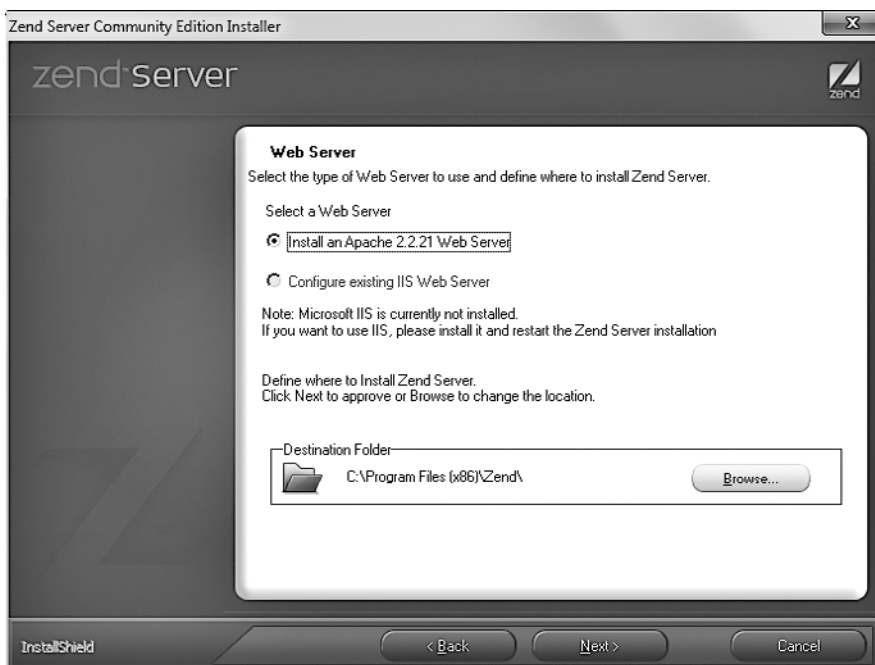 Zend Server Community Edition Installer
zend server
zend
Web Server
Select the type of Web Server to use and define where to install Zend Server.
Select a Web Server
Install an Apache 2.2.21 Web Server
Configure existing IIS Web Server
Note: Microsoft IIS is currently not installed.
If you want to use IIS, please install it and restart the Zend Server installation
Define where to Install Zend Server.
Click Next to approve or Browse to change the location.
Destination Folder
C:\Program Files (x86)\Zend\
Browse...
InstallShield
< Back
Next >
Cancel